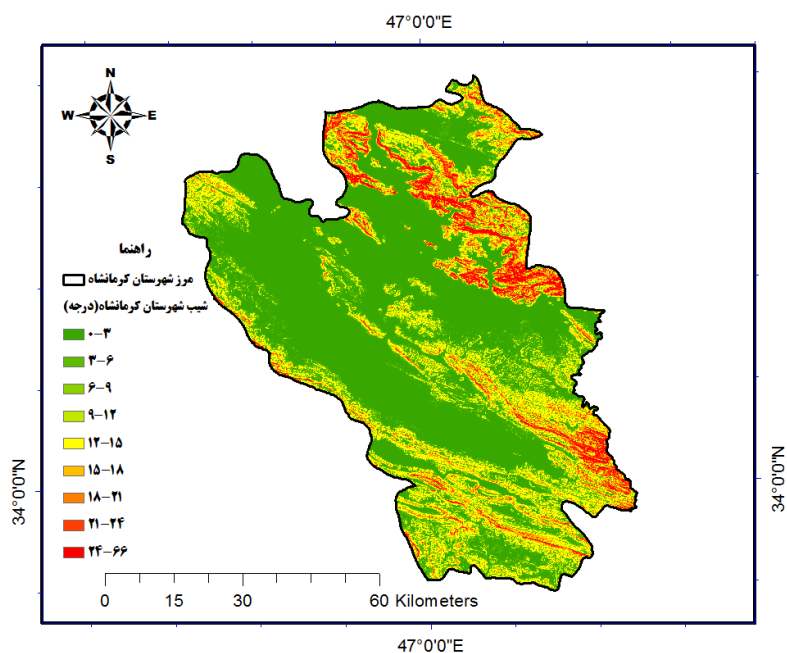 47°0'0"E
N
W E
S
راهنما
مرز شهرستان کرمانشاه
شیب شهرستان کرمانشاه(درجه)
۰-۳
۳-۶
۶-۹
۹-۱۲
۱۲-۱۵
۱۵-۱۸
۱۸-۲۱
۲۱-۲۴
۲۴-۶۶
34°0'0"N
34°0'0"N
0 15 30 60 Kilometers
47°0'0"E